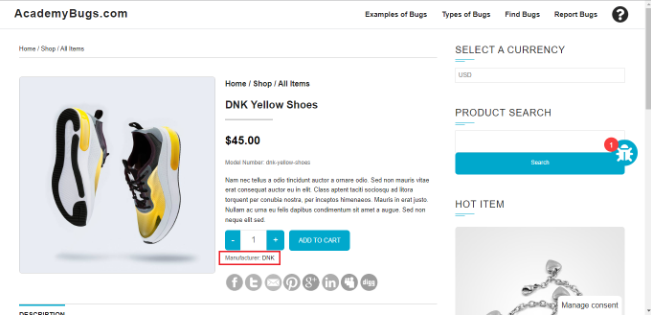 AcademyBugs.com
Examples of Bugs Types of Bugs Find Bugs Report Bugs ?
Home / Shop / All Items
Home / Shop / All Items
DNK Yellow Shoes
$45.00
Model Number: dnk-yellow-shoes
Nam nec tellus a odio tincidunt auctor a ornare odio. Sed non mauris vitae
erat consequat auctor eu in elit. Class aptent taciti sociosqu ad litora
torquent per conubia nostra, per inceptos himenaeos. Mauris in erat justo.
Nullam ac urna eu felis dapibus condimentum sit amet a augue. Sed non
neque elit sed.
- 1 + ADD TO CART
Manufacturer: DNK
f t g+ in digg
DESCRIPTION
SELECT A CURRENCY
USD
PRODUCT SEARCH
1
Search
HOT ITEM
Manage consent